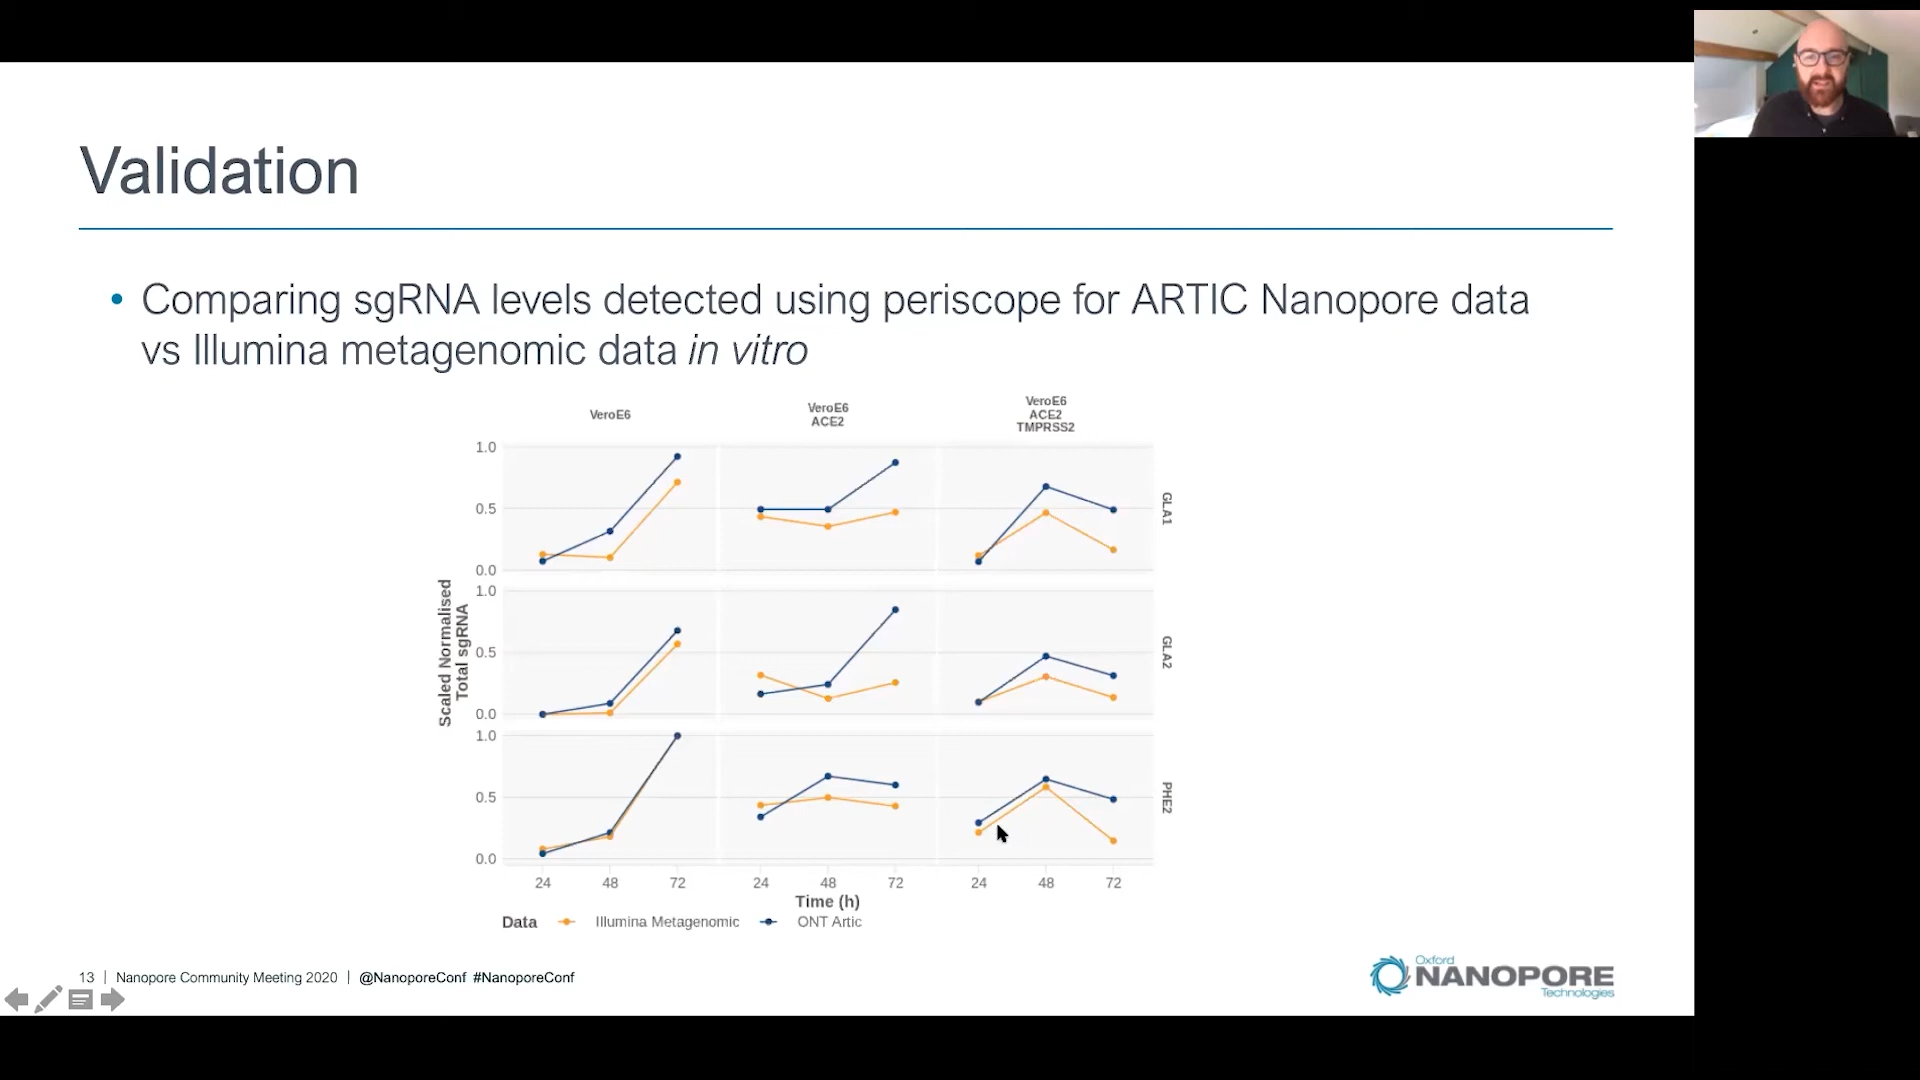 Validation
• Comparing sgRNA levels detected using periscope for ARTIC Nanopore data
vs Illumina metagenomic data in vitro
VeroE6
VeroE6
ACE2
VeroE6
ACE2
TMPRSS2
Scaled Normalised
Total sgRNA
1.0
0.5
0.0
GLA1
1.0
0.5
0.0
GLA2
1.0
0.5
0.0
PHE2
24 48 72 24 48 72 24 48 72
Time (h)
Data Illumina Metagenomic ONT Artic
13 | Nanopore Community Meeting 2020 | @NanoporeConf #NanoporeConf
Oxford
NANOPORE
Technologies